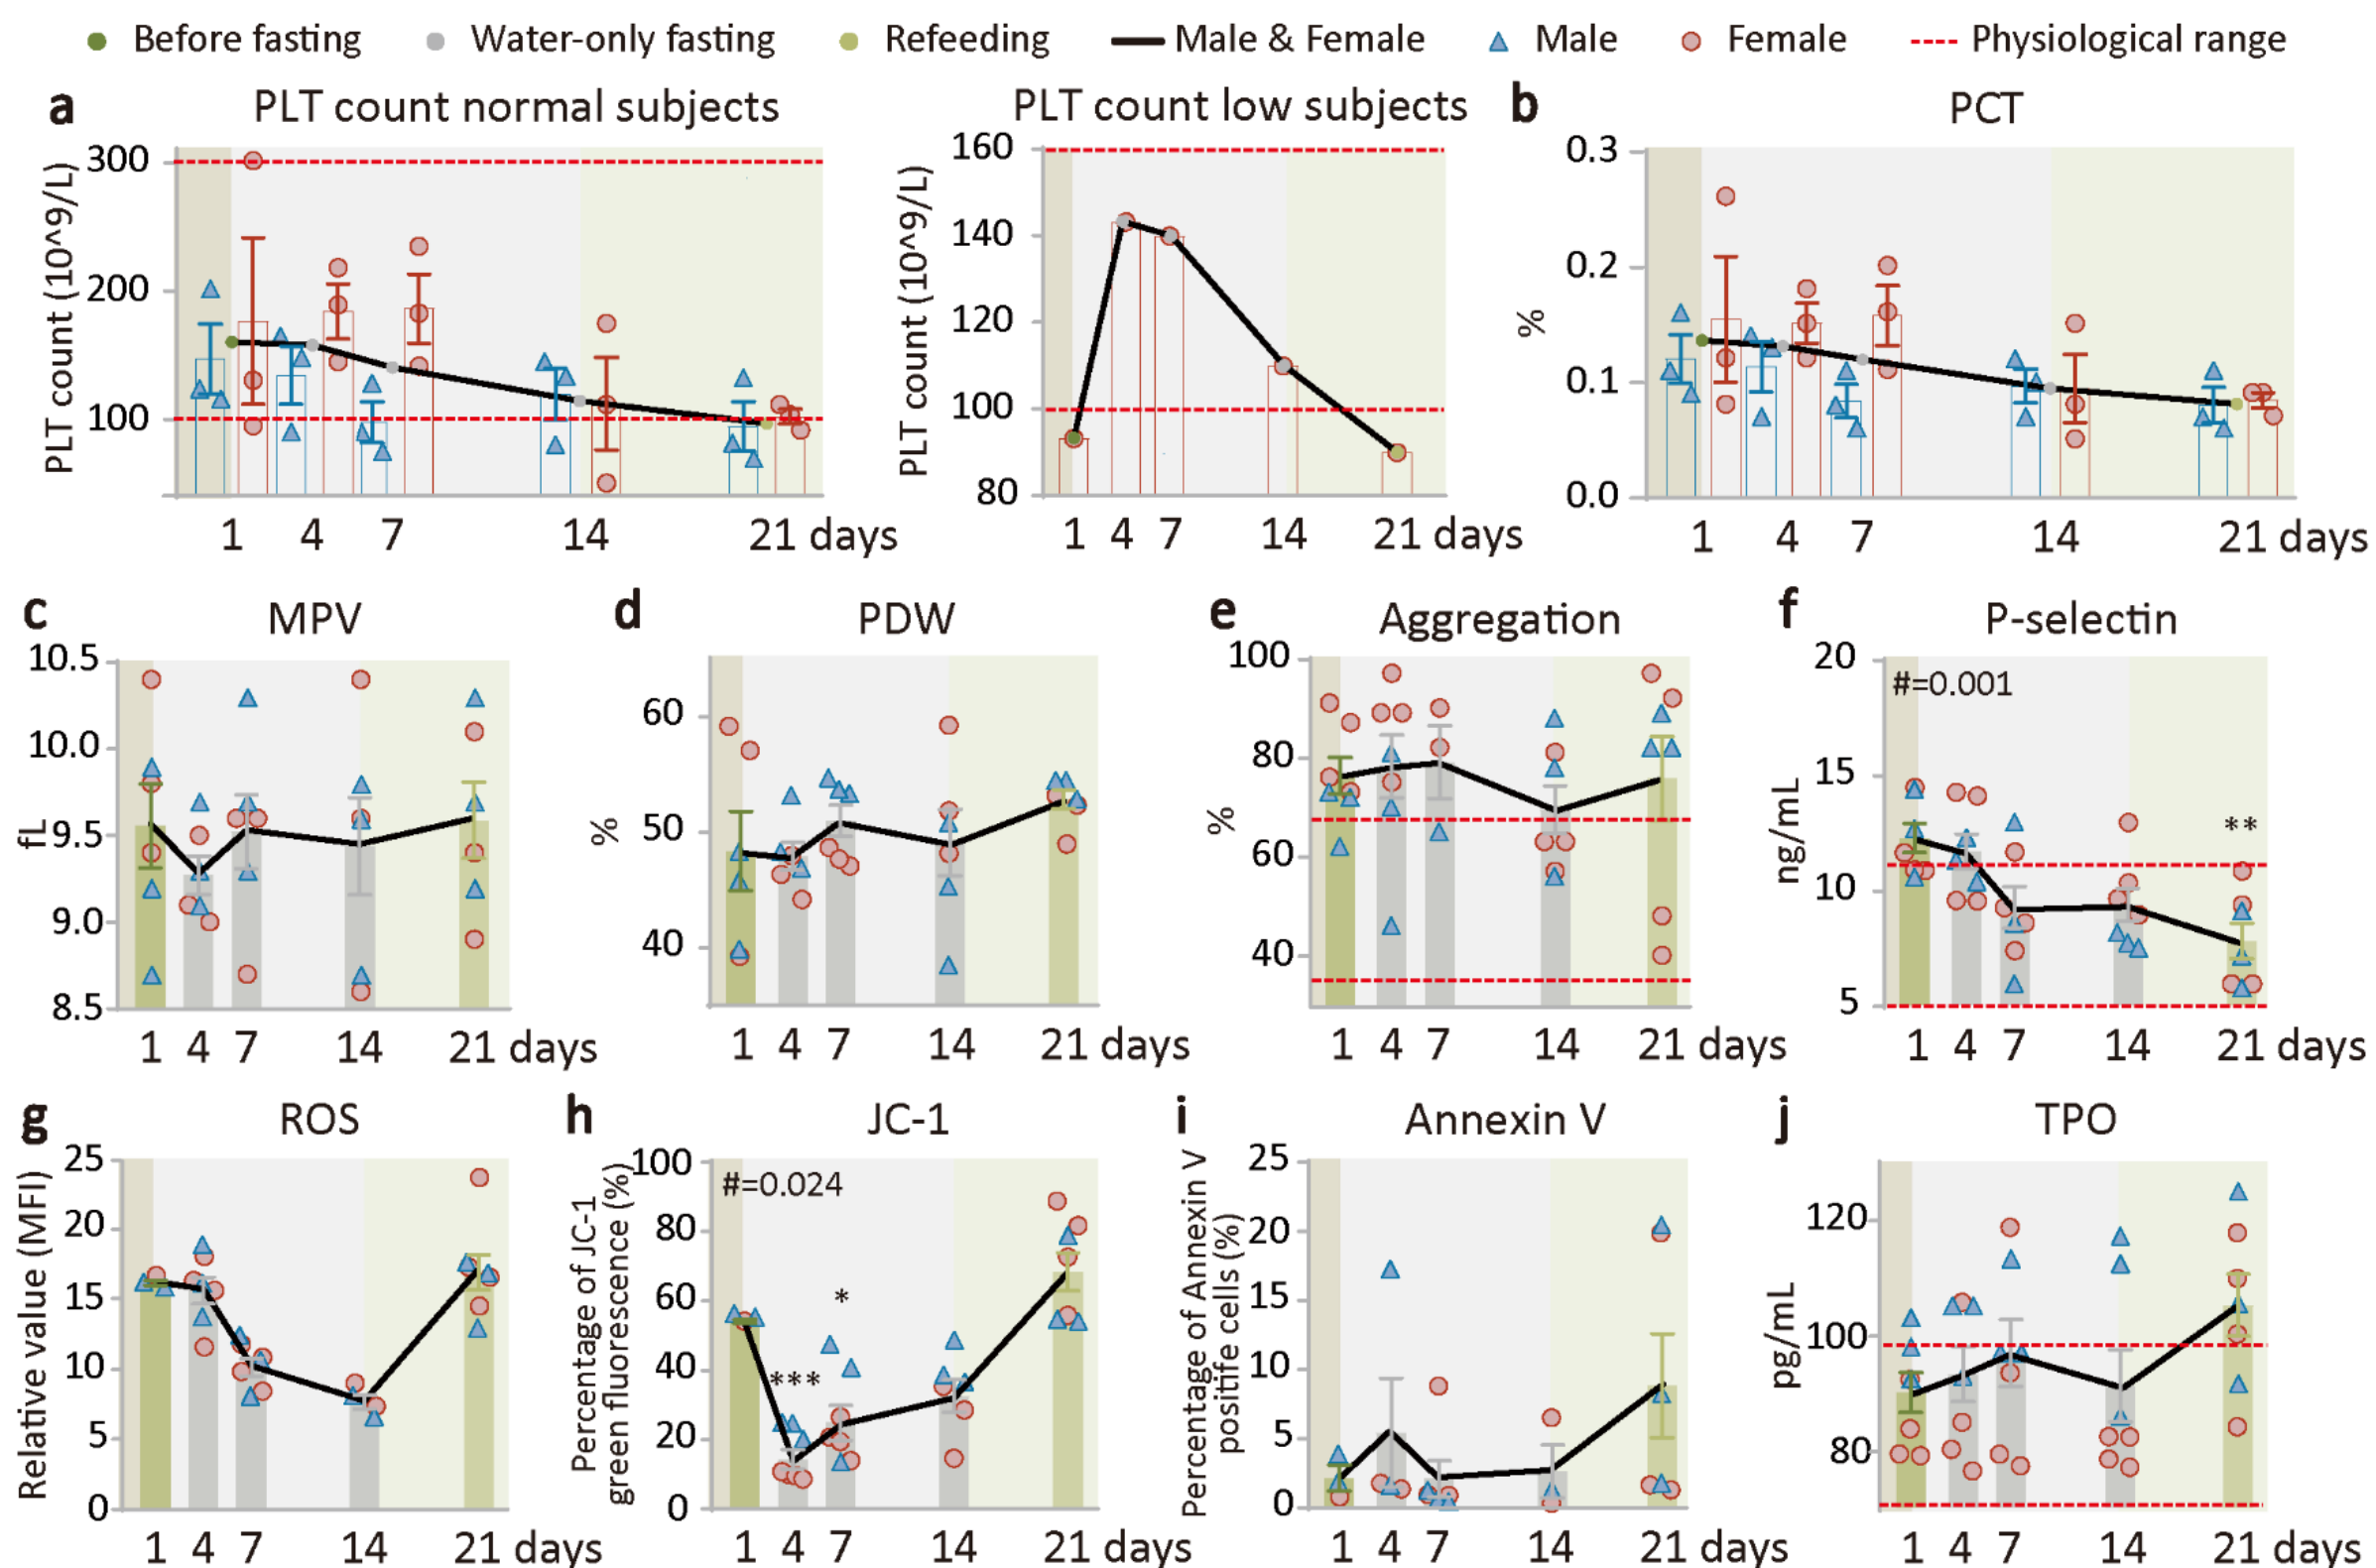 Before fasting Water-only fasting Refeeding Male & Female Male Female Physiological range
a PLT count normal subjects PLT count low subjects b PCT
PLT count (10^9/L)
300
200
100
1 4 7 14 21 days
PLT count (10^9/L)
160
140
120
100
80
1 4 7 14 21 days
%
0.3
0.2
0.1
0.0
1 4 7 14 21 days
c MPV
fL
10.5
10.0
9.5
9.0
8.5
1 4 7 14 21 days
d PDW
%
60
50
40
1 4 7 14 21 days
e Aggregation
%
100
80
60
40
1 4 7 14 21 days
f P-selectin
ng/mL
20
15
10
5
#=0.001
**
1 4 7 14 21 days
g ROS
Relative value (MFI)
25
20
15
10
5
0
1 4 7 14 21 days
h JC-1
Percentage of JC-1
green fluorescence (%)
100
80
60
40
20
0
#=0.024
*
***
1 4 7 14 21 days
i Annexin V
Percentage of Annexin V
positife cells (%)
25
20
15
10
5
0
1 4 7 14 21 days
j TPO
pg/mL
120
100
80
1 4 7 14 21 days